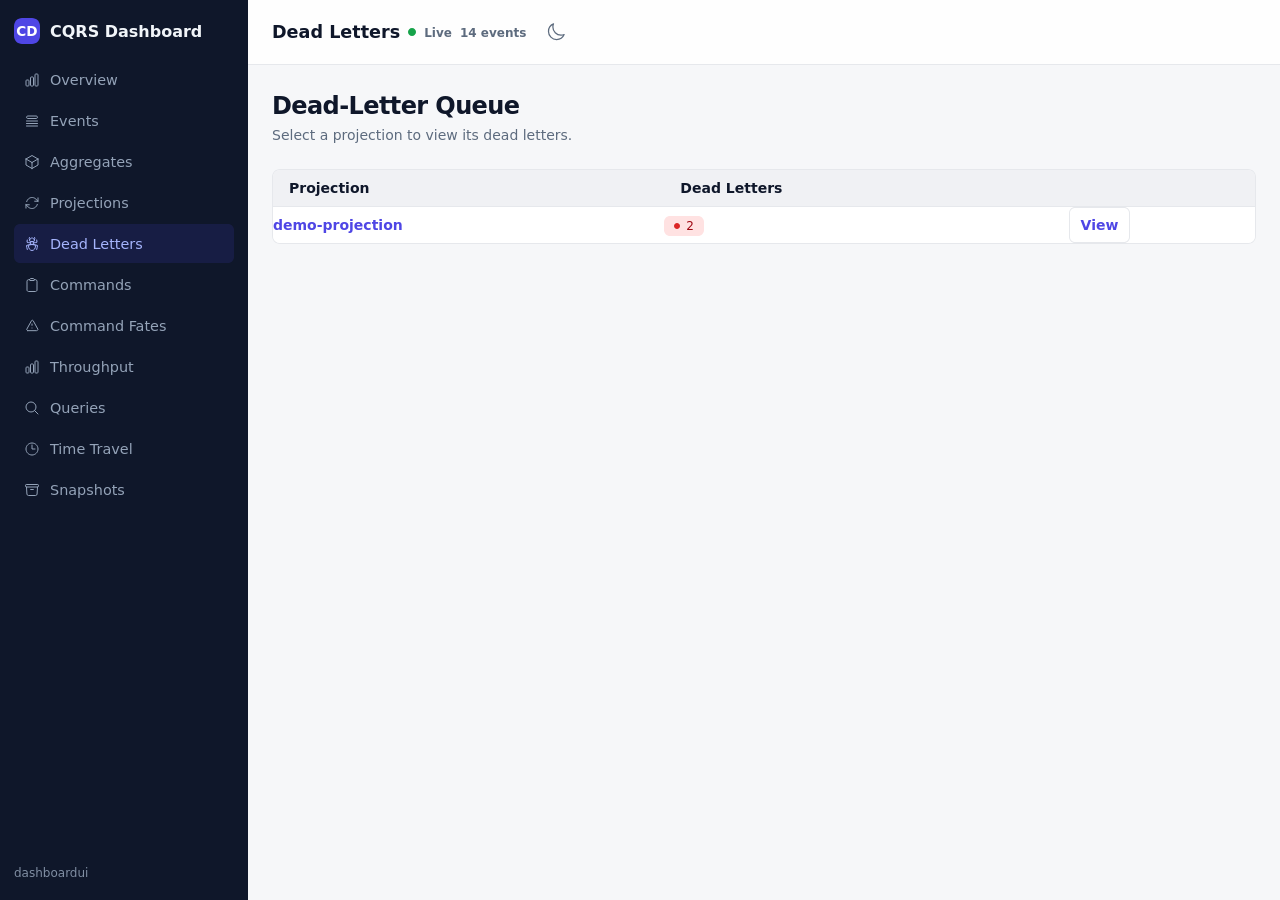 CD CQRS Dashboard
Overview
Events
Aggregates
Projections
Dead Letters
Commands
Command Fates
Throughput
Queries
Time Travel
Snapshots
dashboardui
Dead Letters Live 14 events
Dead-Letter Queue
Select a projection to view its dead letters.
Projection Dead Letters
demo-projection 2 View